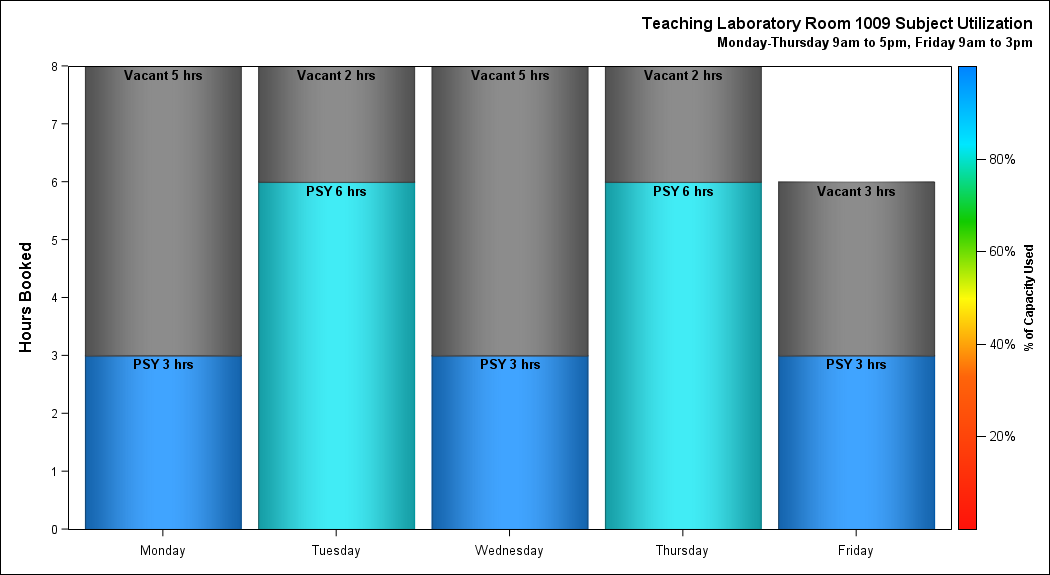 Teaching Laboratory Room 1009 Subject Utilization
Monday-Thursday 9am to 5pm, Friday 9am to 3pm
Hours Booked
8
7
6
5
4
3
2
1
0
Vacant 5 hrs
PSY 3 hrs
Vacant 2 hrs
PSY 6 hrs
Vacant 5 hrs
PSY 3 hrs
Vacant 2 hrs
PSY 6 hrs
Vacant 3 hrs
PSY 3 hrs
Monday
Tuesday
Wednesday
Thursday
Friday
80%
60%
40%
20%
% of Capacity Used